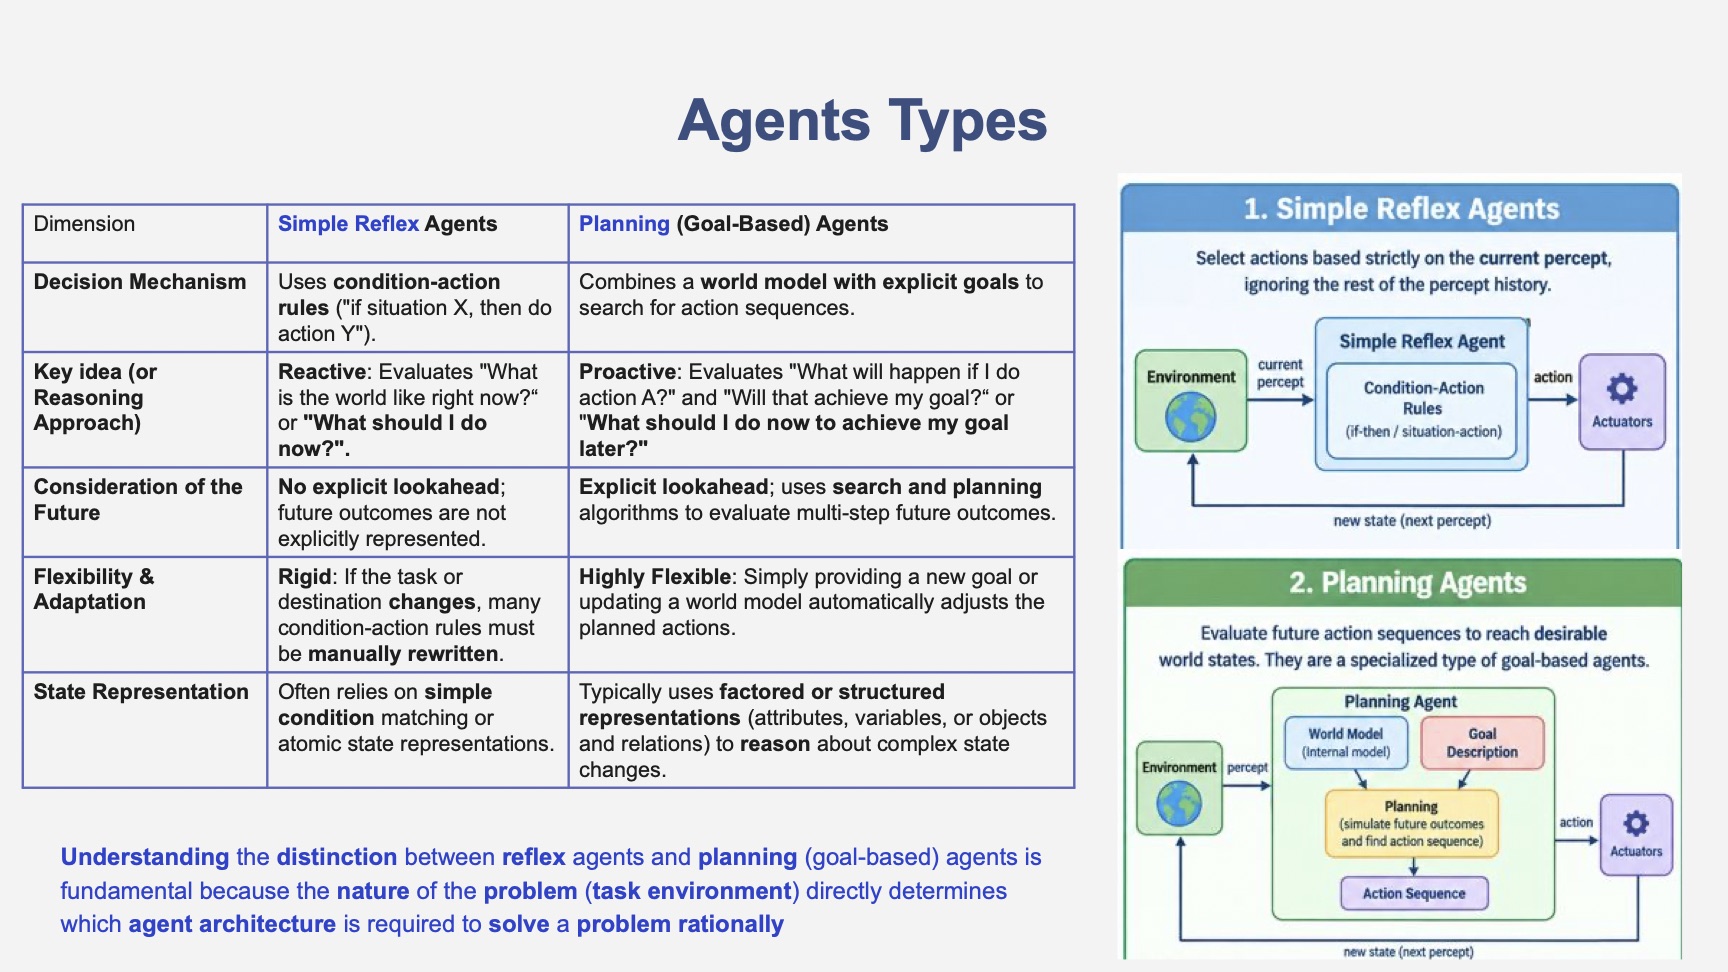 Agents Types
Dimension
Simple Reflex Agents
Planning (Goal-Based) Agents
Decision Mechanism
Uses condition-action
rules ("if situation X, then do
action Y").
Combines a world model with explicit goals to
search for action sequences.
Key idea (or
Reasoning
Approach)
Reactive: Evaluates "What
is the world like right now?“
or "What should I do
now?".
Proactive: Evaluates "What will happen if I do
action A?" and "Will that achieve my goal?“ or
"What should I do now to achieve my goal
later?"
Consideration of the
Future
No explicit lookahead;
future outcomes are not
explicitly represented.
Explicit lookahead; uses search and planning
algorithms to evaluate multi-step future outcomes.
Flexibility &
Adaptation
Rigid: If the task or
destination changes, many
condition-action rules must
be manually rewritten.
Highly Flexible: Simply providing a new goal or
updating a world model automatically adjusts the
planned actions.
State Representation
Often relies on simple
condition matching or
atomic state representations.
Typically uses factored or structured
representations (attributes, variables, or objects
and relations) to reason about complex state
changes.
Understanding the distinction between reflex agents and planning (goal-based) agents is
fundamental because the nature of the problem (task environment) directly determines
which agent architecture is required to solve a problem rationally
1. Simple Reflex Agents
Select actions based strictly on the current percept,
ignoring the rest of the percept history.
Environment
current
percept
Simple Reflex Agent
Condition-Action
Rules
(if-then / situation-action)
action
Actuators
new state (next percept)
2. Planning Agents
Evaluate future action sequences to reach desirable
world states. They are a specialized type of goal-based agents.
Planning Agent
World Model
(Internal model)
Goal
Description
Environment
percept
Planning
(simulate future outcomes
and find action sequence)
Action Sequence
action
Actuators
new state (next percept)